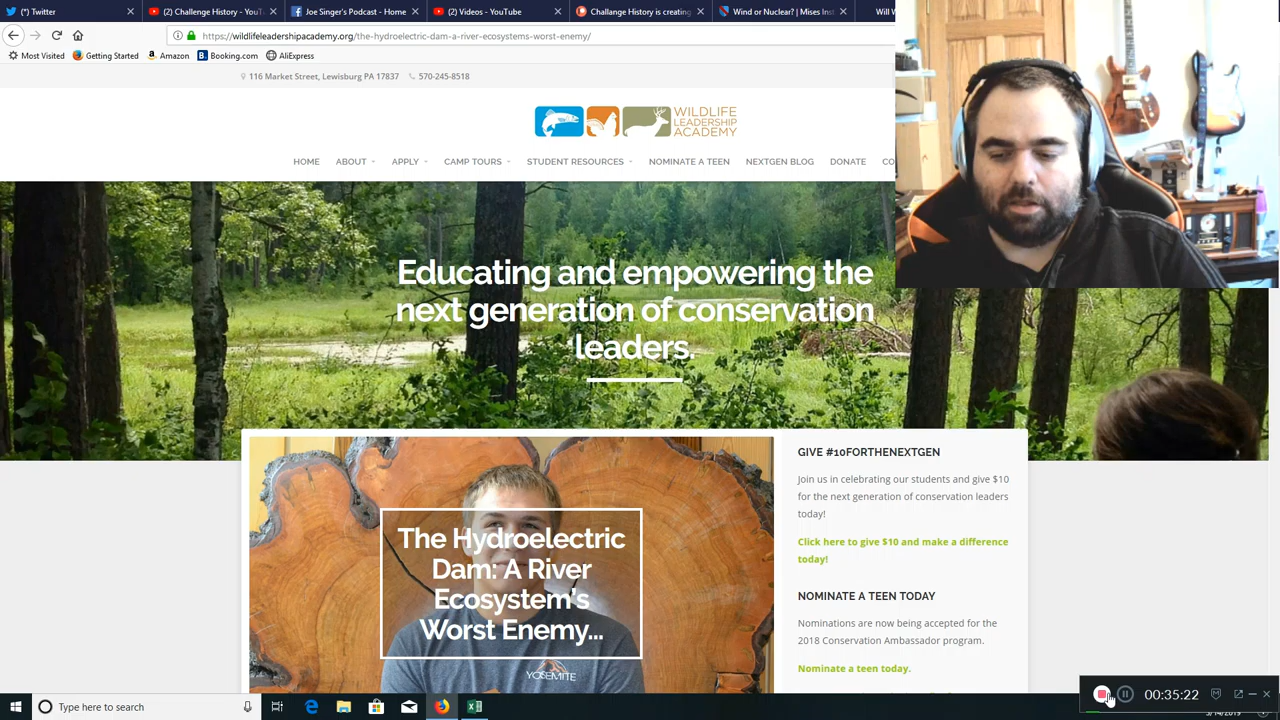 (*) Twitter
(2) Challenge History - YouT
Joe Singer's Podcast - Home
(2) Videos - YouTube
Challange History is creating
Wind or Nuclear? | Mises Inst
Will W
https://wildlifeleadershipacademy.org/the-hydroelectric-dam-a-river-ecosystems-worst-enemy/
Most Visited
Getting Started
Amazon
Booking.com
AliExpress
116 Market Street, Lewisburg PA 17837
570-245-8518
WILDLIFE
LEADERSHIP
ACADEMY
HOME
ABOUT
APPLY
CAMP TOURS
STUDENT RESOURCES
NOMINATE A TEEN
NEXTGEN BLOG
DONATE
CO
Educating and empowering the
next generation of conservation
leaders.
The Hydroelectric
Dam: A River
Ecosystem's
Worst Enemy...
YOSEMITE
GIVE #10FORTHENEXTGEN
Join us in celebrating our students and give $10
for the next generation of conservation leaders
today!
Click here to give $10 and make a difference
today!
NOMINATE A TEEN TODAY
Nominations are now being accepted for the
2018 Conservation Ambassador program.
Nominate a teen today.
Type here to search
00:35:22